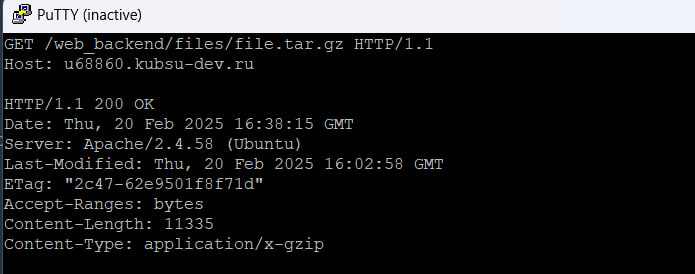 PuTTY (inactive)
GET /web_backend/files/file.tar.gz HTTP/1.1
Host: u68860.kubsu-dev.ru
HTTP/1.1 200 OK
Date: Thu, 20 Feb 2025 16:38:15 GMT
Server: Apache/2.4.58 (Ubuntu)
Last-Modified: Thu, 20 Feb 2025 16:02:58 GMT
ETag: "2c47-62e9501f8f71d"
Accept-Ranges: bytes
Content-Length: 11335
Content-Type: application/x-gzip